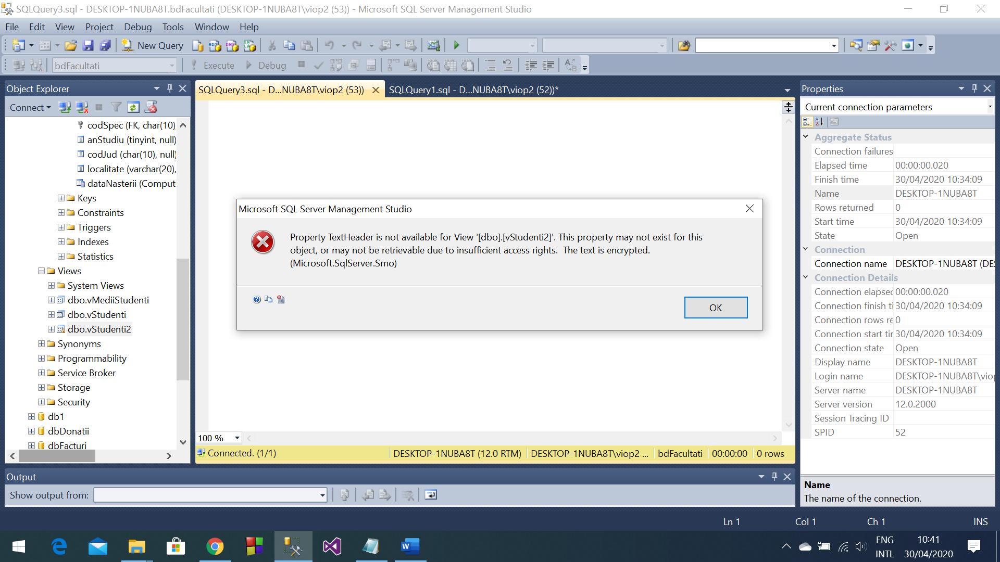 SQLQuery3.sql - DESKTOP-1NUBA8T.bdFacultati (DESKTOP-1NUBA8T\viop2 (53)) - Microsoft SQL Server Management Studio
File Edit View Project Debug Tools Window Help
New Query
bdFacultati Execute Debug
Object Explorer
Connect
codSpec (FK, char(10),
anStudiu (tinyint, null)
codJud (char(10), null)
localitate (varchar(20),
dataNasterii (Comput
Keys
Constraints
Triggers
Indexes
Statistics
Views
System Views
dbo.vMediiStudenti
dbo.vStudenti
dbo.vStudenti2
Synonyms
Programmability
Service Broker
Storage
Security
db1
dbDonatii
dbFacturi
SQLQuery3.sql - D...NUBA8T\viop2 (53)) SQLQuery1.sql - D...NUBA8T\viop2 (52))*
Microsoft SQL Server Management Studio
Property TextHeader is not available for View '[dbo].[vStudenti2]'. This property may not exist for this
object, or may not be retrievable due to insufficient access rights.  The text is encrypted.
(Microsoft.SqlServer.Smo)
OK
100 %
Connected. (1/1) DESKTOP-1NUBA8T (12.0 RTM) DESKTOP-1NUBA8T\viop2 ... bdFacultati 00:00:00 0 rows
Properties
Current connection parameters
Aggregate Status
Connection failures
Elapsed time 00:00:00.020
Finish time 30/04/2020 10:34:09
Name DESKTOP-1NUBA8T
Rows returned 0
Start time 30/04/2020 10:34:09
State Open
Connection
Connection name DESKTOP-1NUBA8T (DE
Connection Details
Connection elapsec 00:00:00.020
Connection finish ti 30/04/2020 10:34:09
Connection rows re 0
Connection start tir 30/04/2020 10:34:09
Connection state Open
Display name DESKTOP-1NUBA8T
Login name DESKTOP-1NUBA8T\viop
Server name DESKTOP-1NUBA8T
Server version 12.0.2000
Session Tracing ID
SPID 52
Name
The name of the connection.
Output
Show output from:
Ln 1 Col 1 Ch 1 INS
ENG
INTL
10:41
30/04/2020